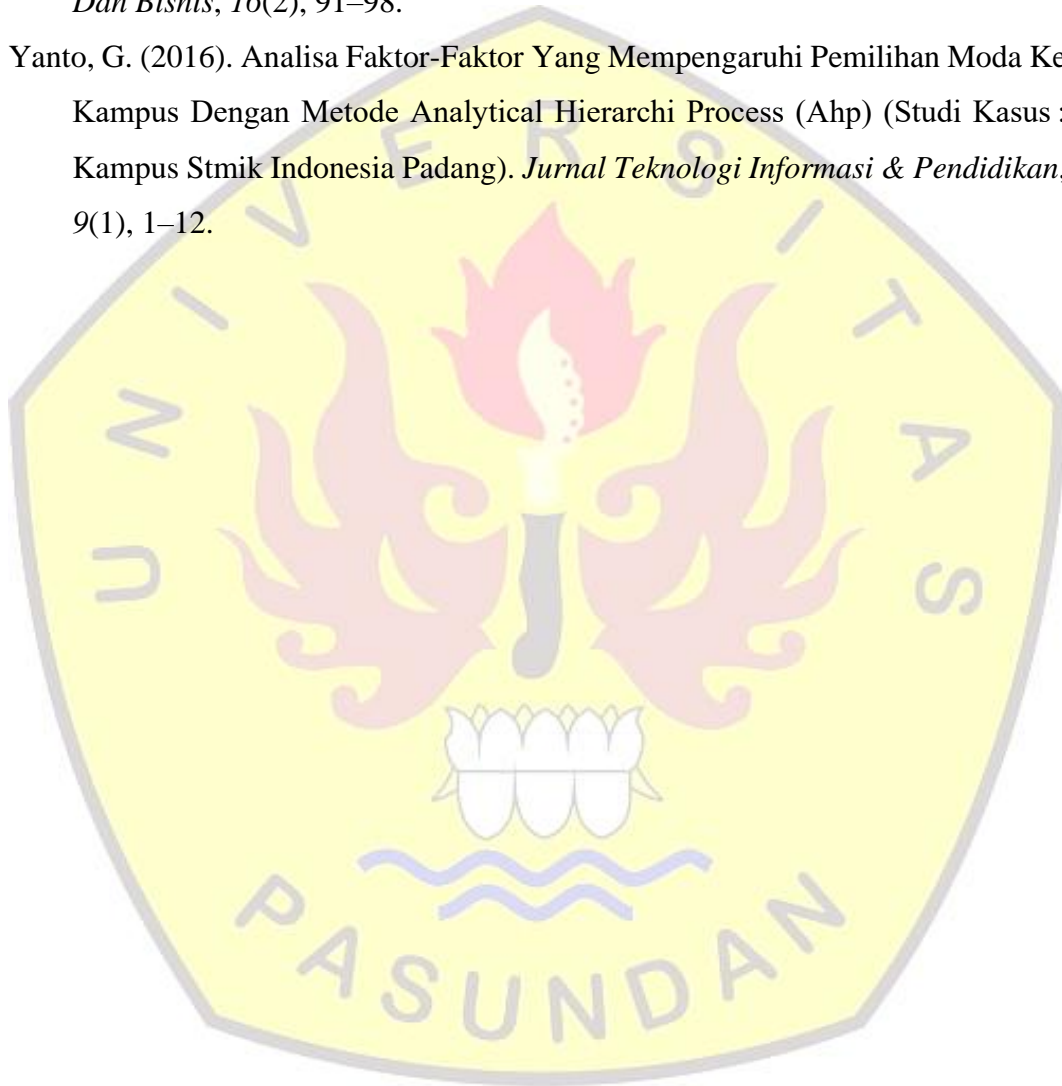 Dan Bisnis, 16(2), 91–98.
Yanto, G. (2016). Analisa Faktor-Faktor Yang Mempengaruhi Pemilihan Moda Ke
Kampus Dengan Metode Analytical Hierarchi Process (Ahp) (Studi Kasus :
Kampus Stmik Indonesia Padang). Jurnal Teknologi Informasi & Pendidikan,
9(1), 1–12.
UNIVERSITAS
PASUNDAN